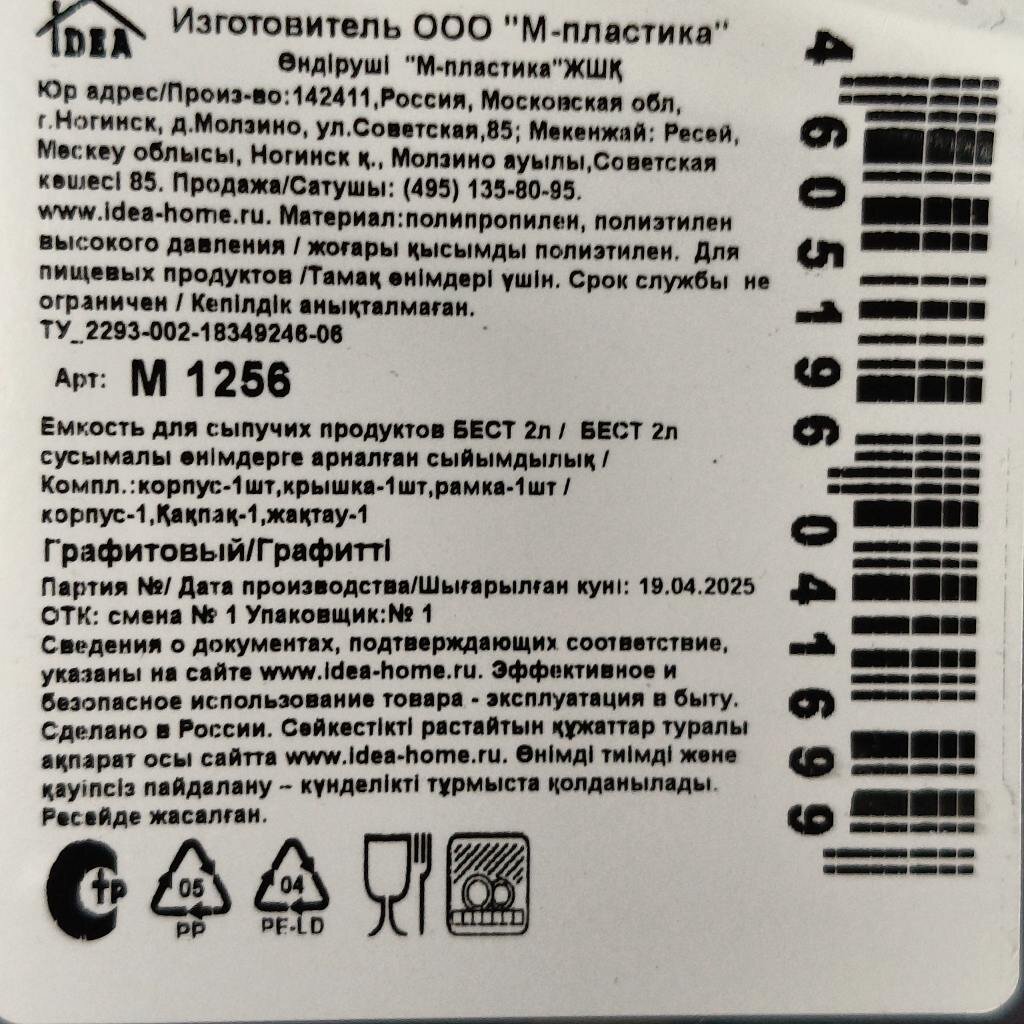 IDEA
Изготовитель ООО "М-пластика"
Өндіруші "М-пластика"ЖШҚ
Юр адрес/Произ-во:142411,Россия, Московская обл,
г.Ногинск, д.Молзино, ул.Советская,85; Мекенжай: Ресей,
Мәскеу облысы, Ногинск қ., Молзино ауылы,Советская
көшесі 85. Продажа/Сатушы: (495) 135-80-95.
www.idea-home.ru. Материал:полипропилен, полиэтилен
высокого давления / жоғары қысымды полиэтилен. Для
пищевых продуктов /Тамақ өнімдері үшін. Срок службы не
ограничен / Кепілдік анықталмаған.
ТУ_2293-002-18349246-06
Арт: М 1256
Емкость для сыпучих продуктов БЕСТ 2л / БЕСТ 2л
сусымалы өнімдерге арналған сыйымдылық /
Компл.:корпус-1шт,крышка-1шт,рамка-1шт /
корпус-1,Қақпақ-1,жақтау-1
Графитовый/Графитті
Партия №/ Дата производства/Шығарылған күні: 19.04.2025
ОТК: смена № 1 Упаковщик:№ 1
Сведения о документах, подтверждающих соответствие,
указаны на сайте www.idea-home.ru. Эффективное и
безопасное использование товара - эксплуатация в быту.
Сделано в России. Сәйкестікті растайтын құжаттар туралы
ақпарат осы сайтта www.idea-home.ru. Өнімді тиімді және
қауіпсіз пайдалану – күнделікті тұрмыста қолданылады.
Ресейде жасалған.
СТР
05
PP
04
PE-LD
4 605196 041699